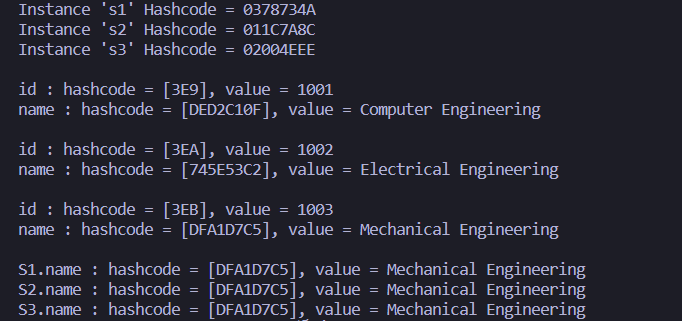 Instance 's1' Hashcode = 0378734A
Instance 's2' Hashcode = 011C7A8C
Instance 's3' Hashcode = 02004EEE
id : hashcode = [3E9], value = 1001
name : hashcode = [DED2C10F], value = Computer Engineering
id : hashcode = [3EA], value = 1002
name : hashcode = [745E53C2], value = Electrical Engineering
id : hashcode = [3EB], value = 1003
name : hashcode = [DFA1D7C5], value = Mechanical Engineering
S1.name : hashcode = [DFA1D7C5], value = Mechanical Engineering
S2.name : hashcode = [DFA1D7C5], value = Mechanical Engineering
S3.name : hashcode = [DFA1D7C5], value = Mechanical Engineering